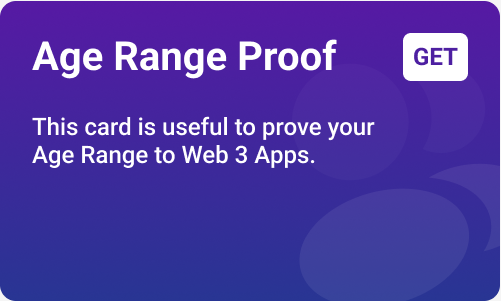 Age Range Proof
GET
This card is useful to prove your
Age Range to Web 3 Apps.